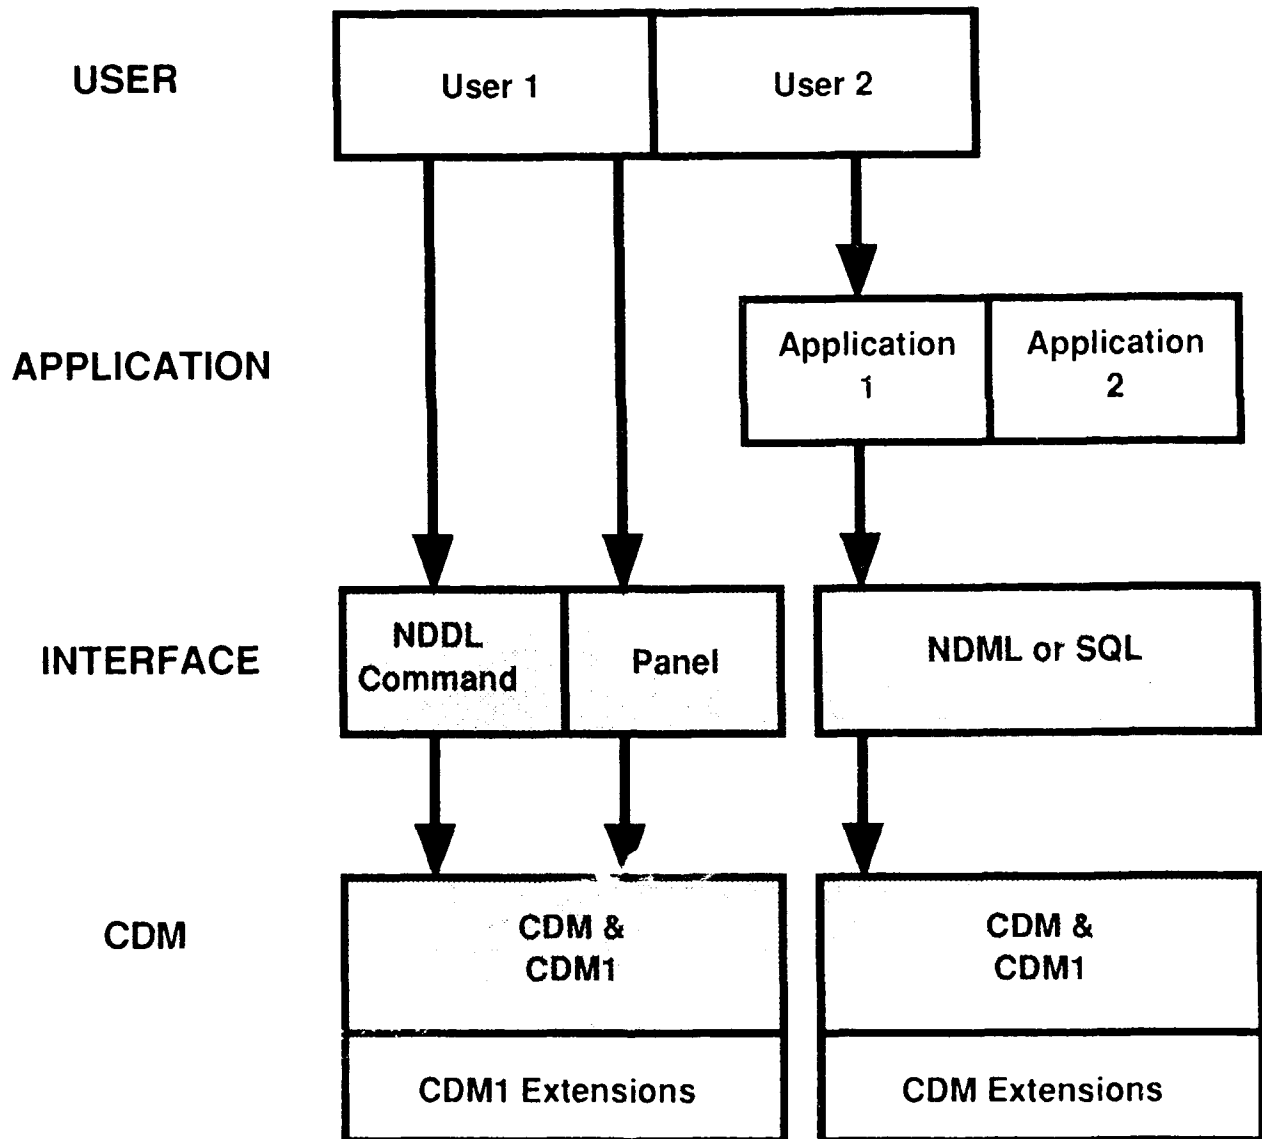 USER
User 1
User 2
APPLICATION
Application
1
Application
2
INTERFACE
NDDL
Command
Panel
NDML or SQL
CDM
CDM &
CDM1
CDM &
CDM1
CDM1 Extensions
CDM Extensions